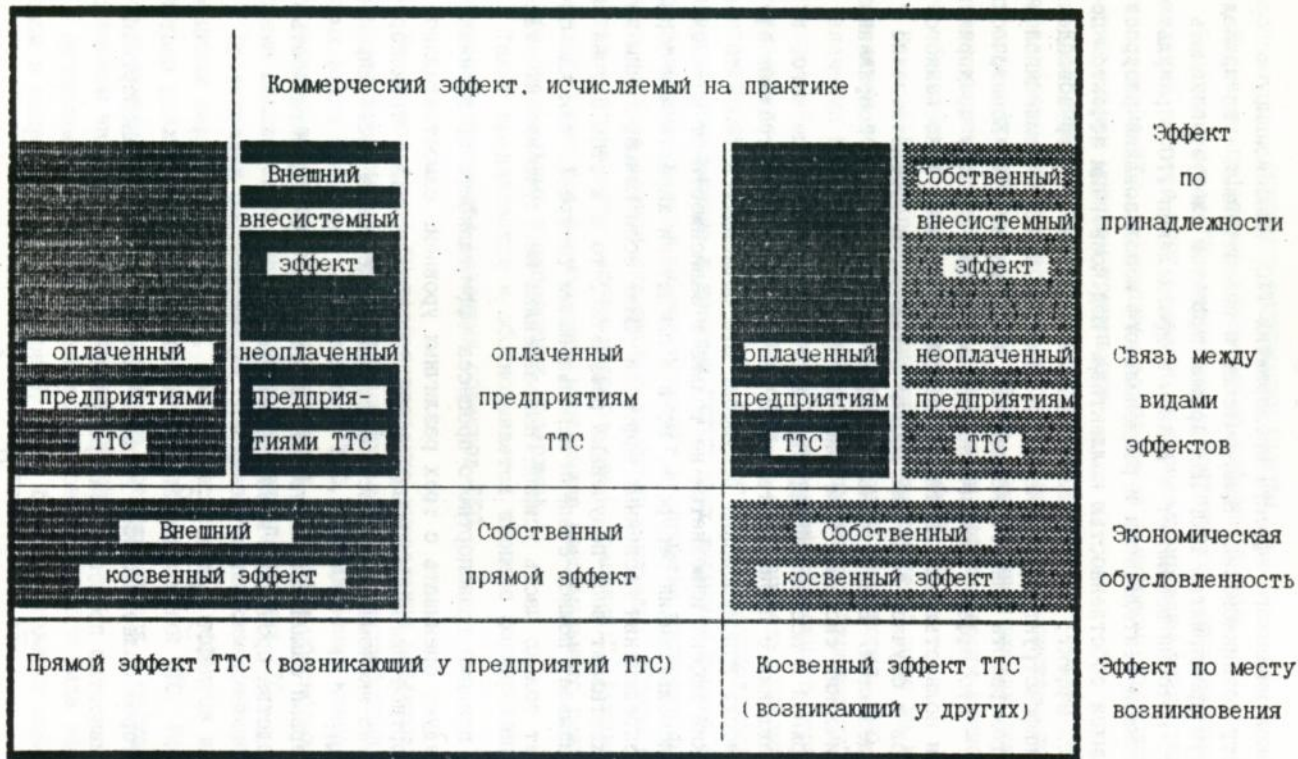 Коммерческий эффект, исчисляемый на практике
Внешний Собственный Эффект по
внесистемный внесистемный принадлежности
эффект эффект
оплаченный неоплаченный оплаченный оплаченный неоплаченный Связь между
предприятиями предприя- предприятиям предприятиям предприятиям видами
ТТС тиями ТТС ТТС ТТС ТТС эффектов
Внешний Собственный Собственный Экономическая
косвенный эффект прямой эффект косвенный эффект обусловленность
Прямой эффект ТТС (возникающий у предприятий ТТС) Косвенный эффект ТТС Эффект по месту
(возникающий у других) возникновения